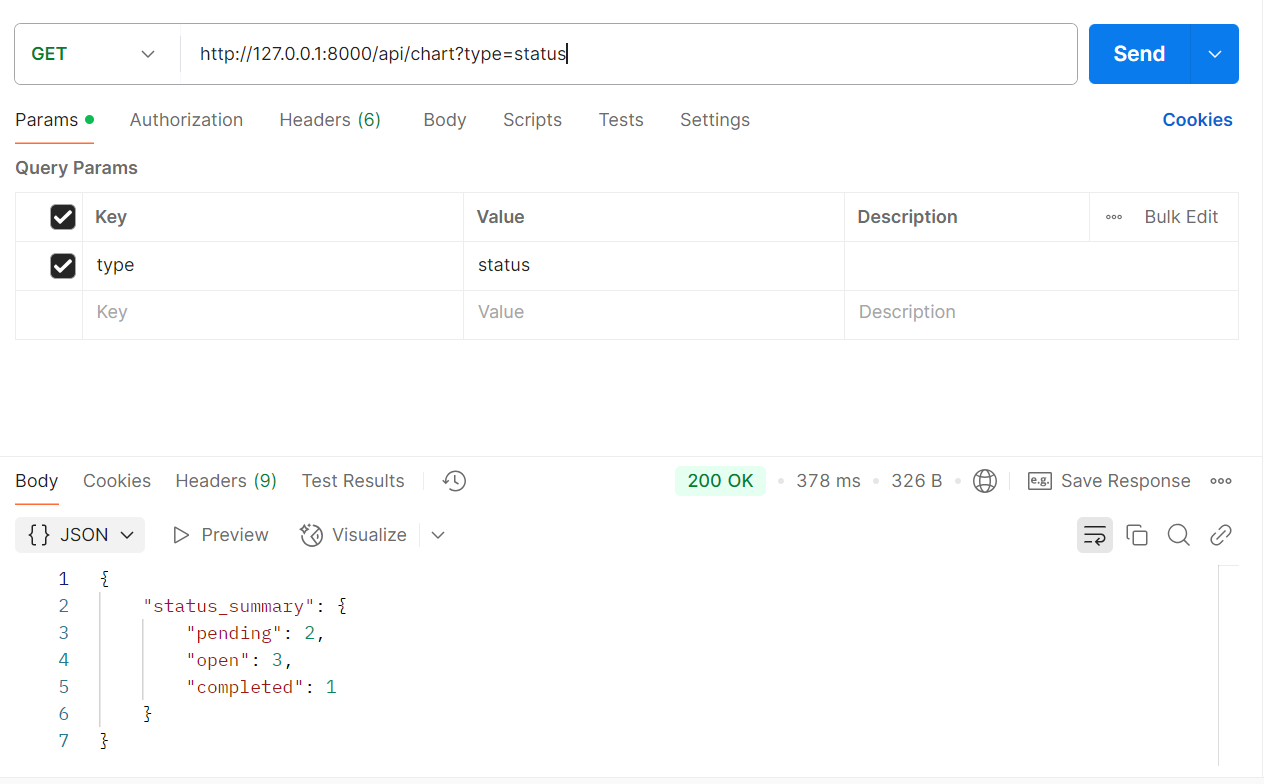 GET http://127.0.0.1:8000/api/chart?type=status Send
Params Authorization Headers (6) Body Scripts Tests Settings Cookies
Query Params
Key Value Description Bulk Edit
type status
Key Value Description
Body Cookies Headers (9) Test Results 200 OK 378 ms 326 B e.g. Save Response
{} JSON Preview Visualize
1 {
2 "status_summary": {
3 "pending": 2,
4 "open": 3,
5 "completed": 1
6 }
7 }